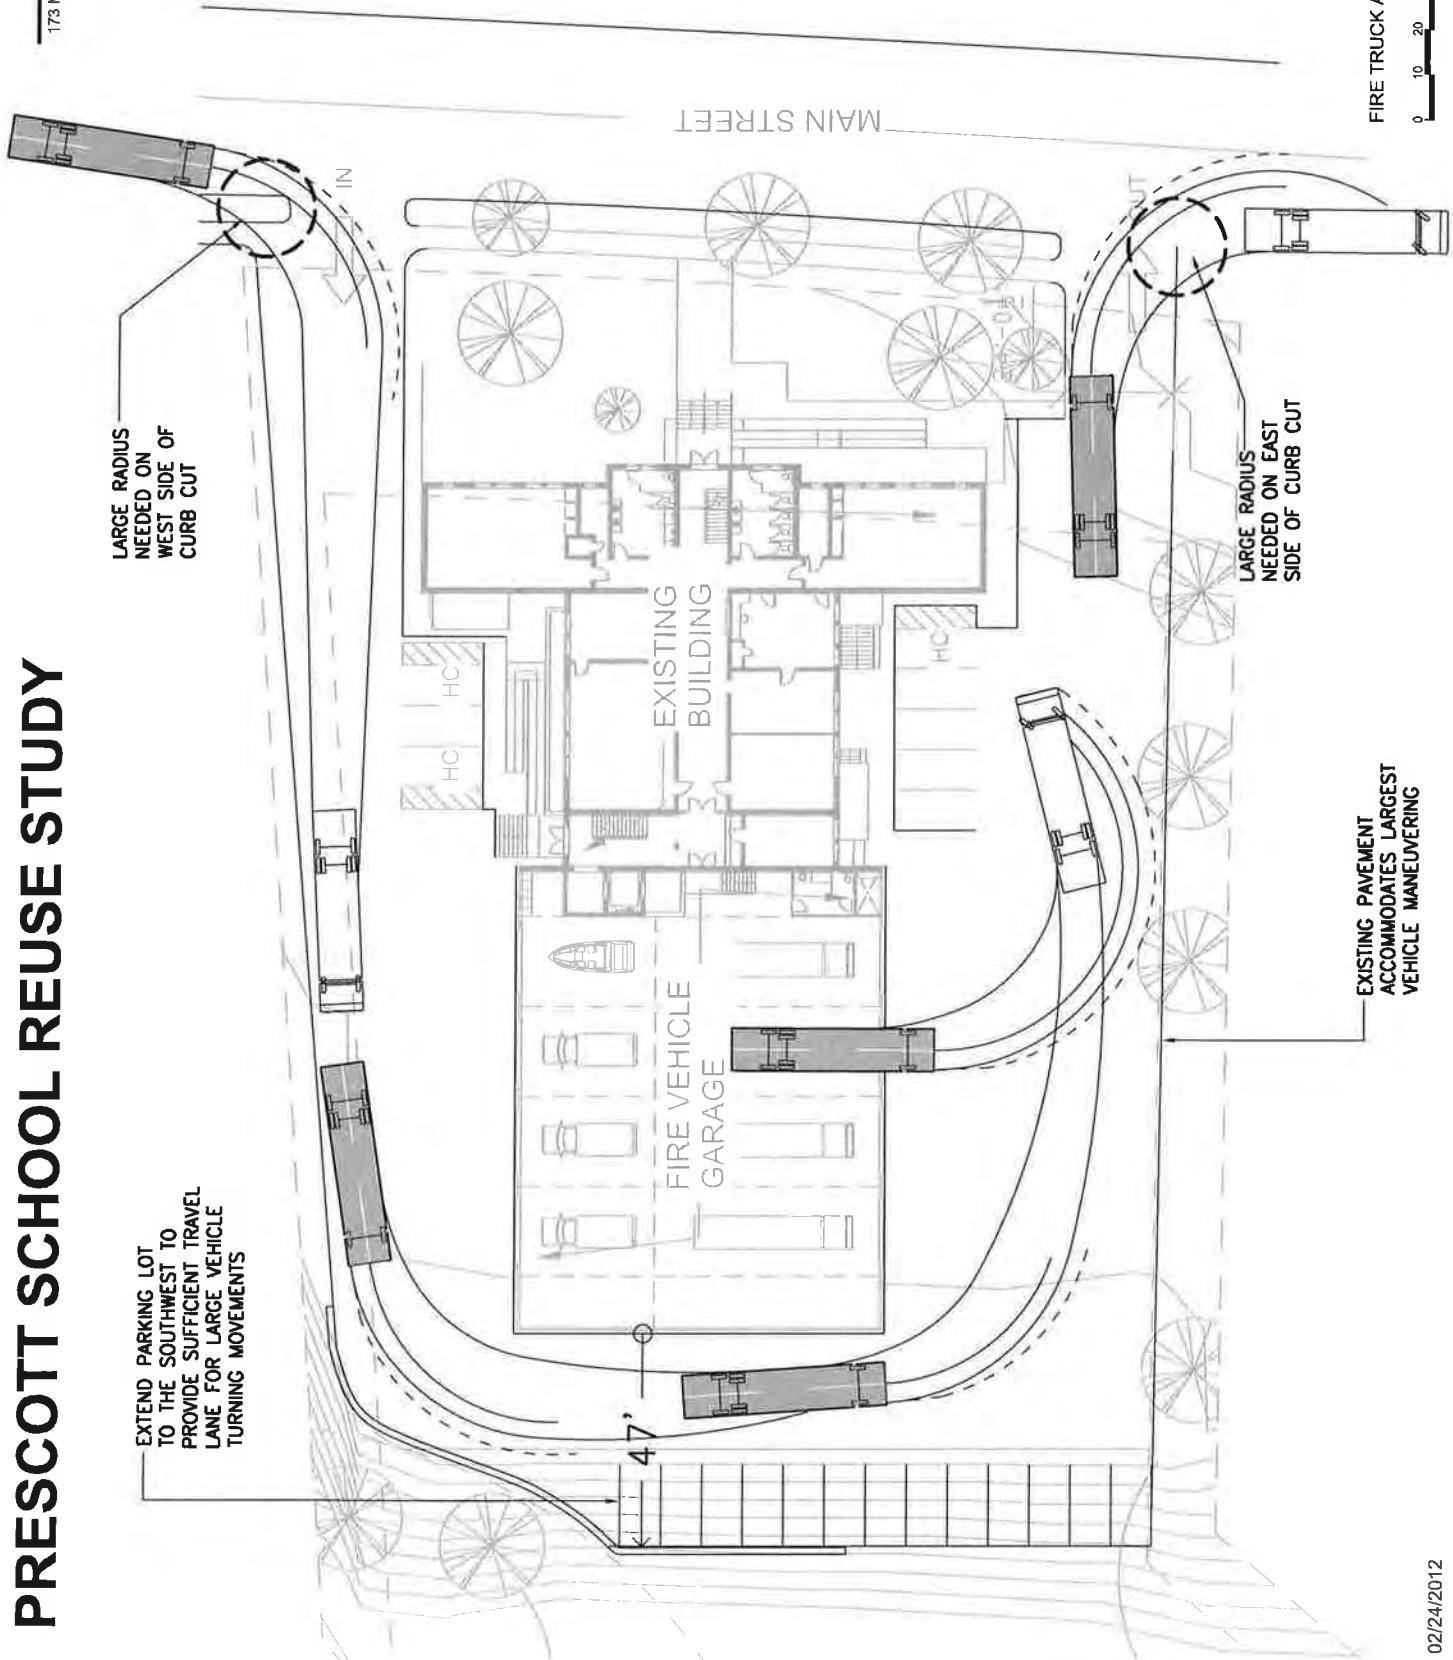 PRESCOTT SCHOOL REUSE STUDY
EXTEND PARKING LOT
TO THE SOUTHWEST TO
PROVIDE SUFFICIENT TRAVEL
LANE FOR LARGE VEHICLE
TURNING MOVEMENTS
LARGE RADIUS
NEEDED ON
WEST SIDE OF
CURB CUT
173
IN
HC
HC
47'
FIRE VEHICLE
GARAGE
EXISTING
BUILDING
MAIN STREET
HC
OUT
LARGE RADIUS
NEEDED ON EAST
SIDE OF CURB CUT
EXISTING PAVEMENT
ACCOMMODATES LARGEST
VEHICLE MANEUVERING
02/24/2012
FIRE TRUCK A
0 10 20